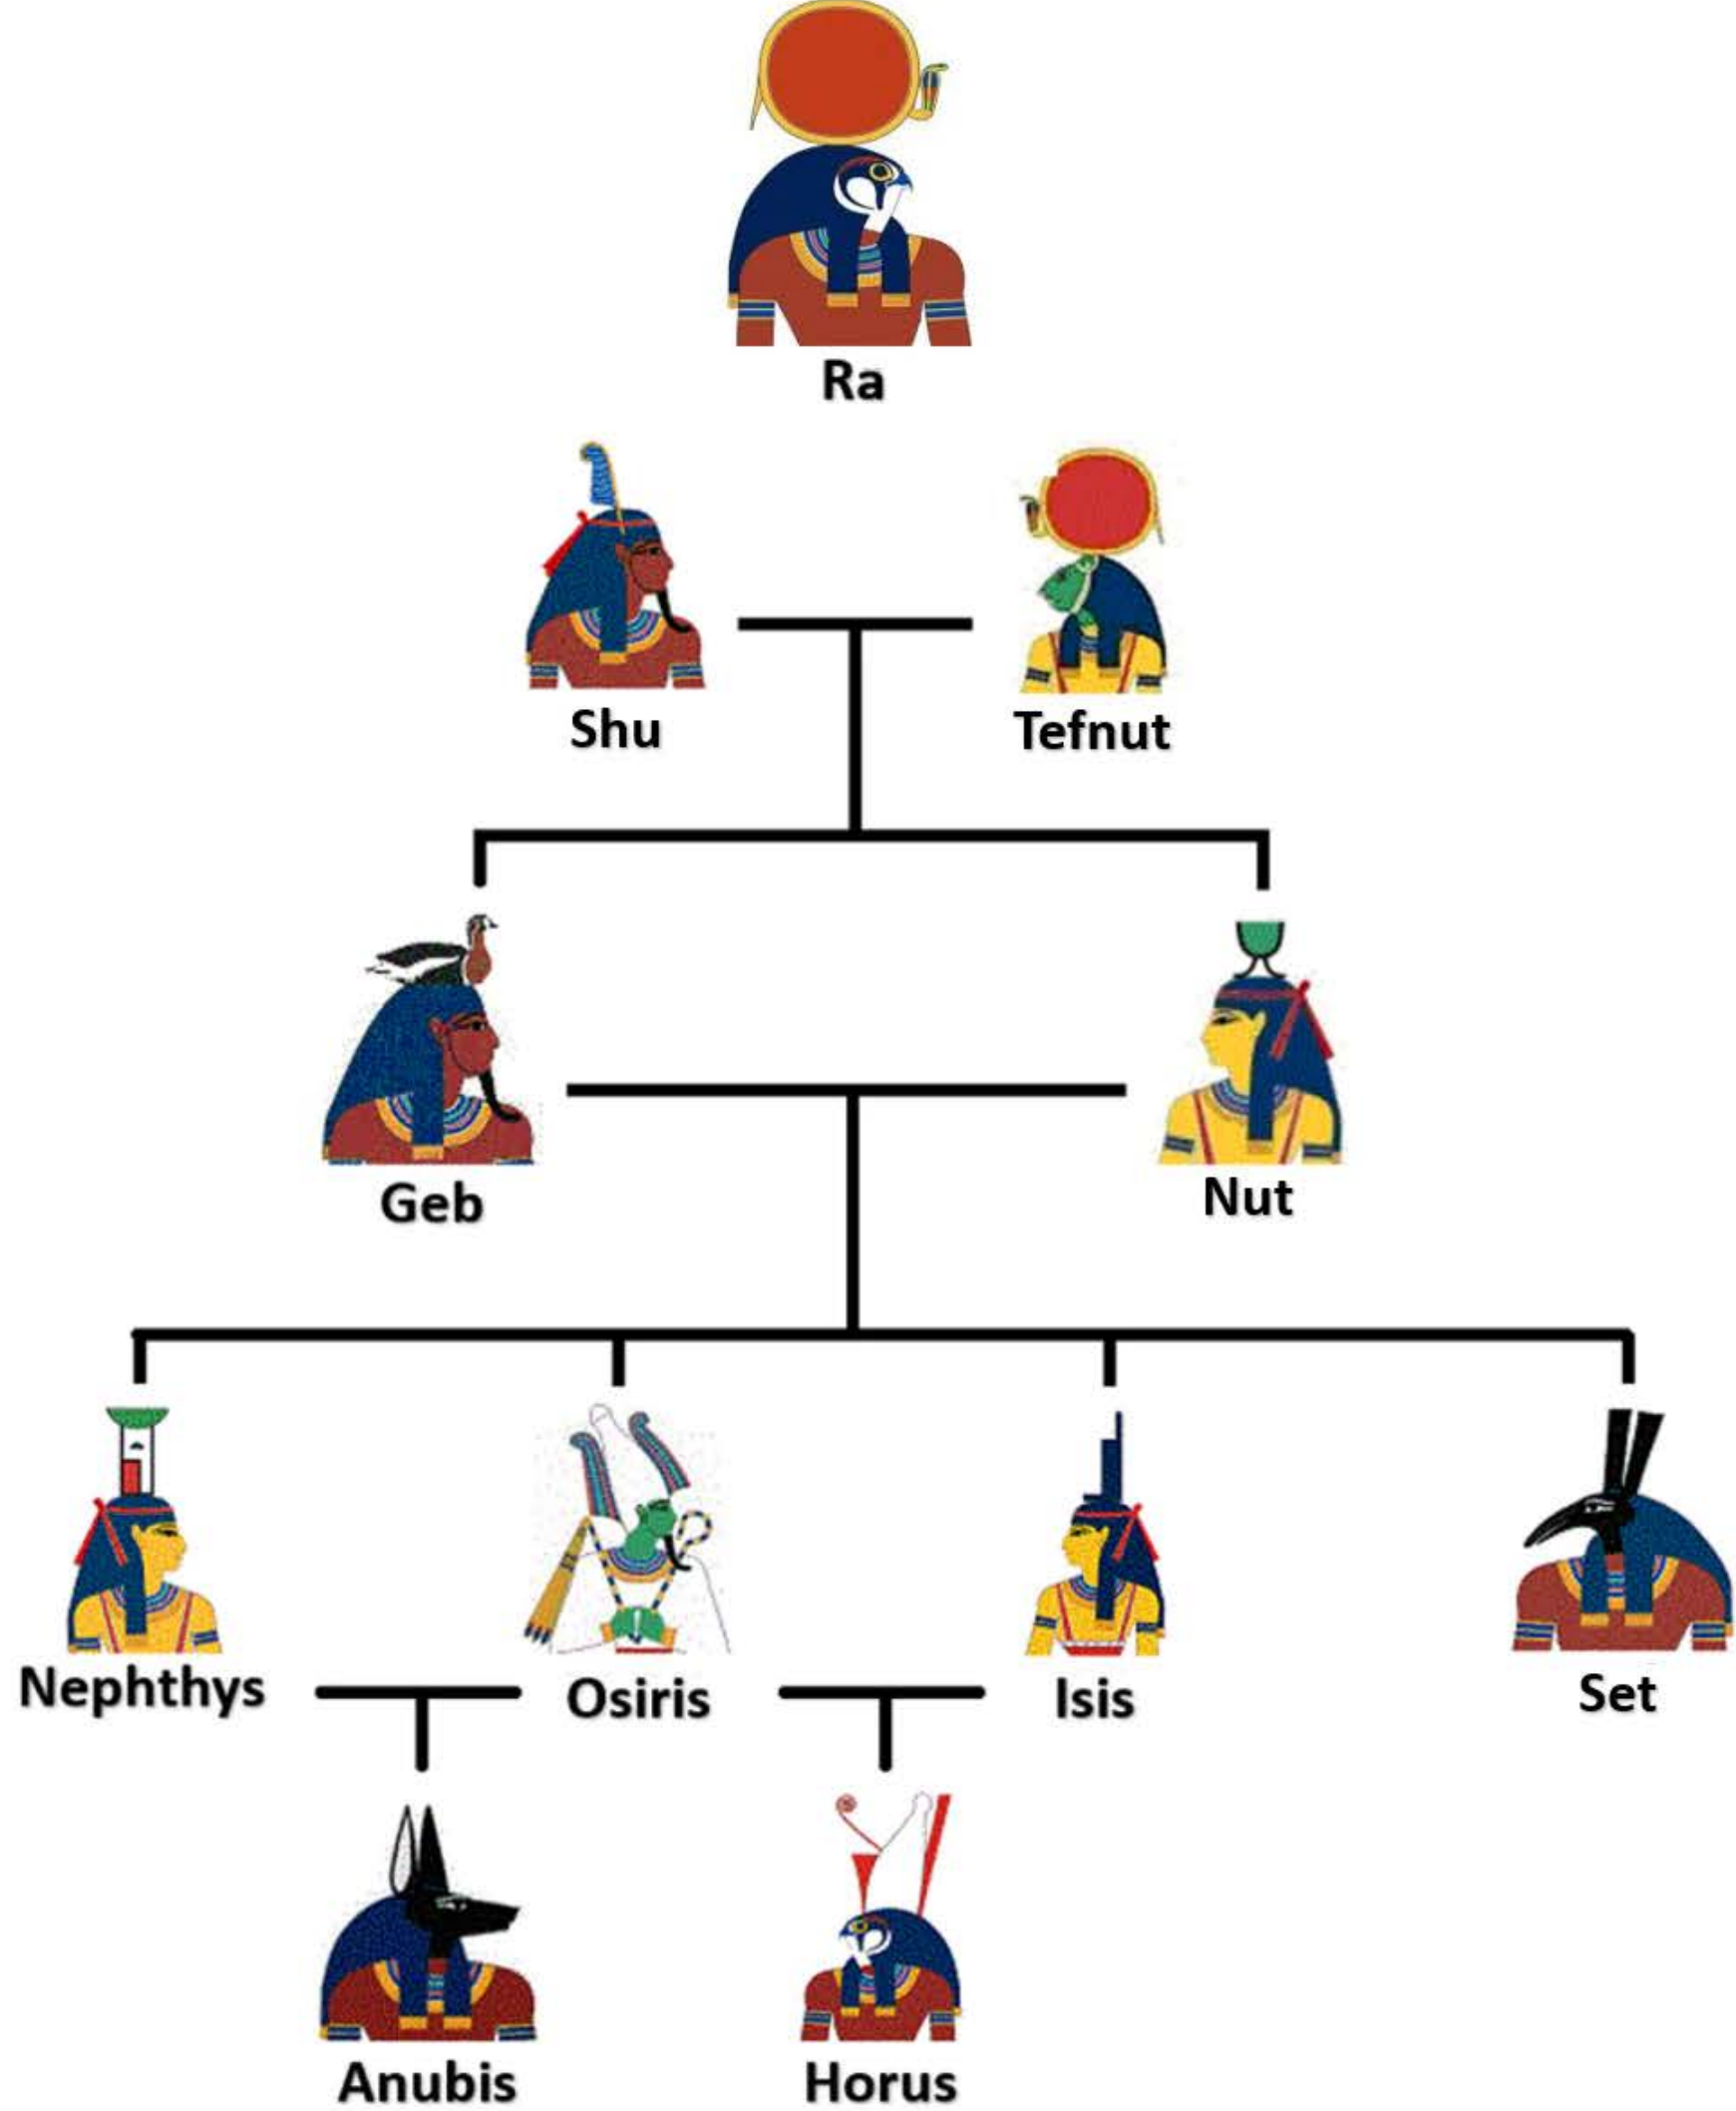 Ra
Shu
Tefnut
Geb
Nut
Nephthys
Osiris
Isis
Set
Anubis
Horus